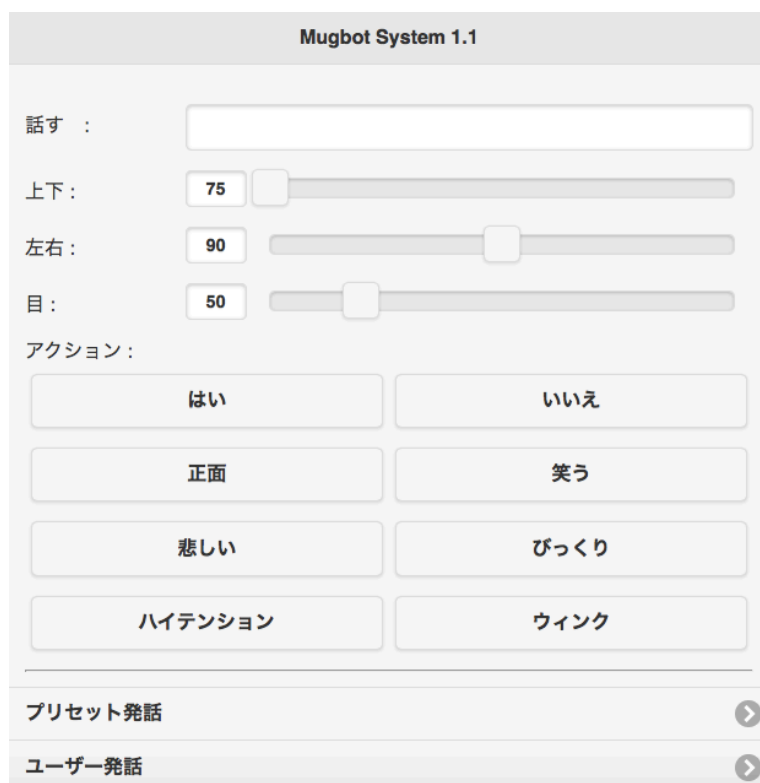 Mugbot System 1.1
話す :
上下 : 75
左右 : 90
目 : 50
アクション :
はい いいえ
正面 笑う
悲しい びっくり
ハイテンション ウィンク
プリセット発話
ユーザー発話